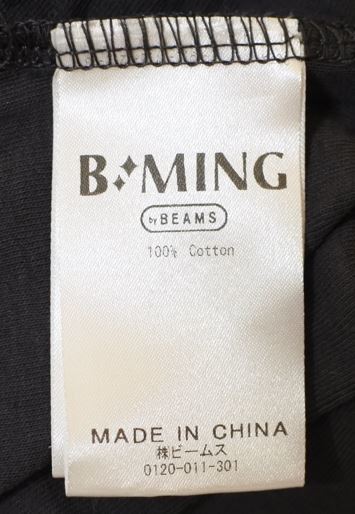 B MING
by BEAMS
100% Cotton
MADE IN CHINA
㈱ビームス
0120-011-301